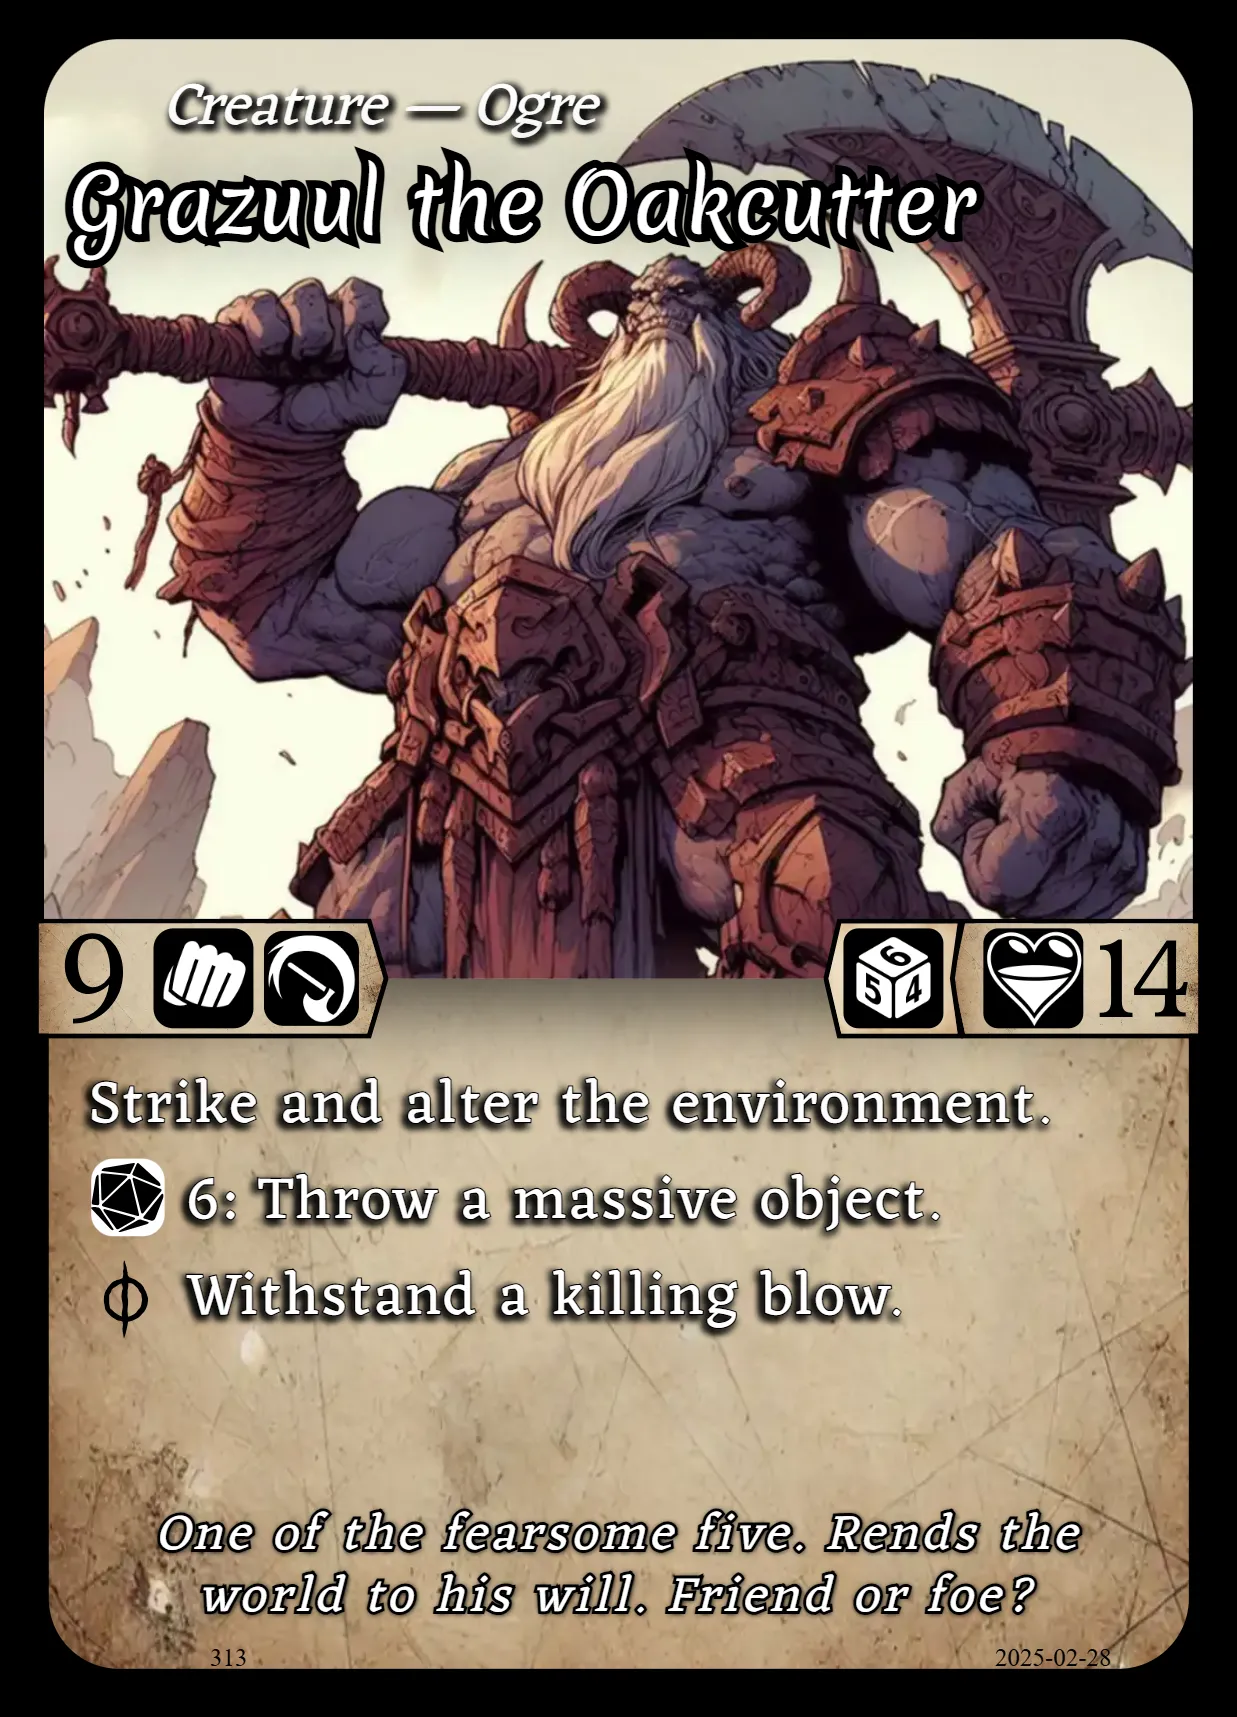 Creature — Ogre
Grazuul the Oakcutter
9
6
5 4
14
Strike and alter the environment.
6: Throw a massive object.
Withstand a killing blow.
One of the fearsome five. Rends the
world to his will. Friend or foe?
313 2025-02-28